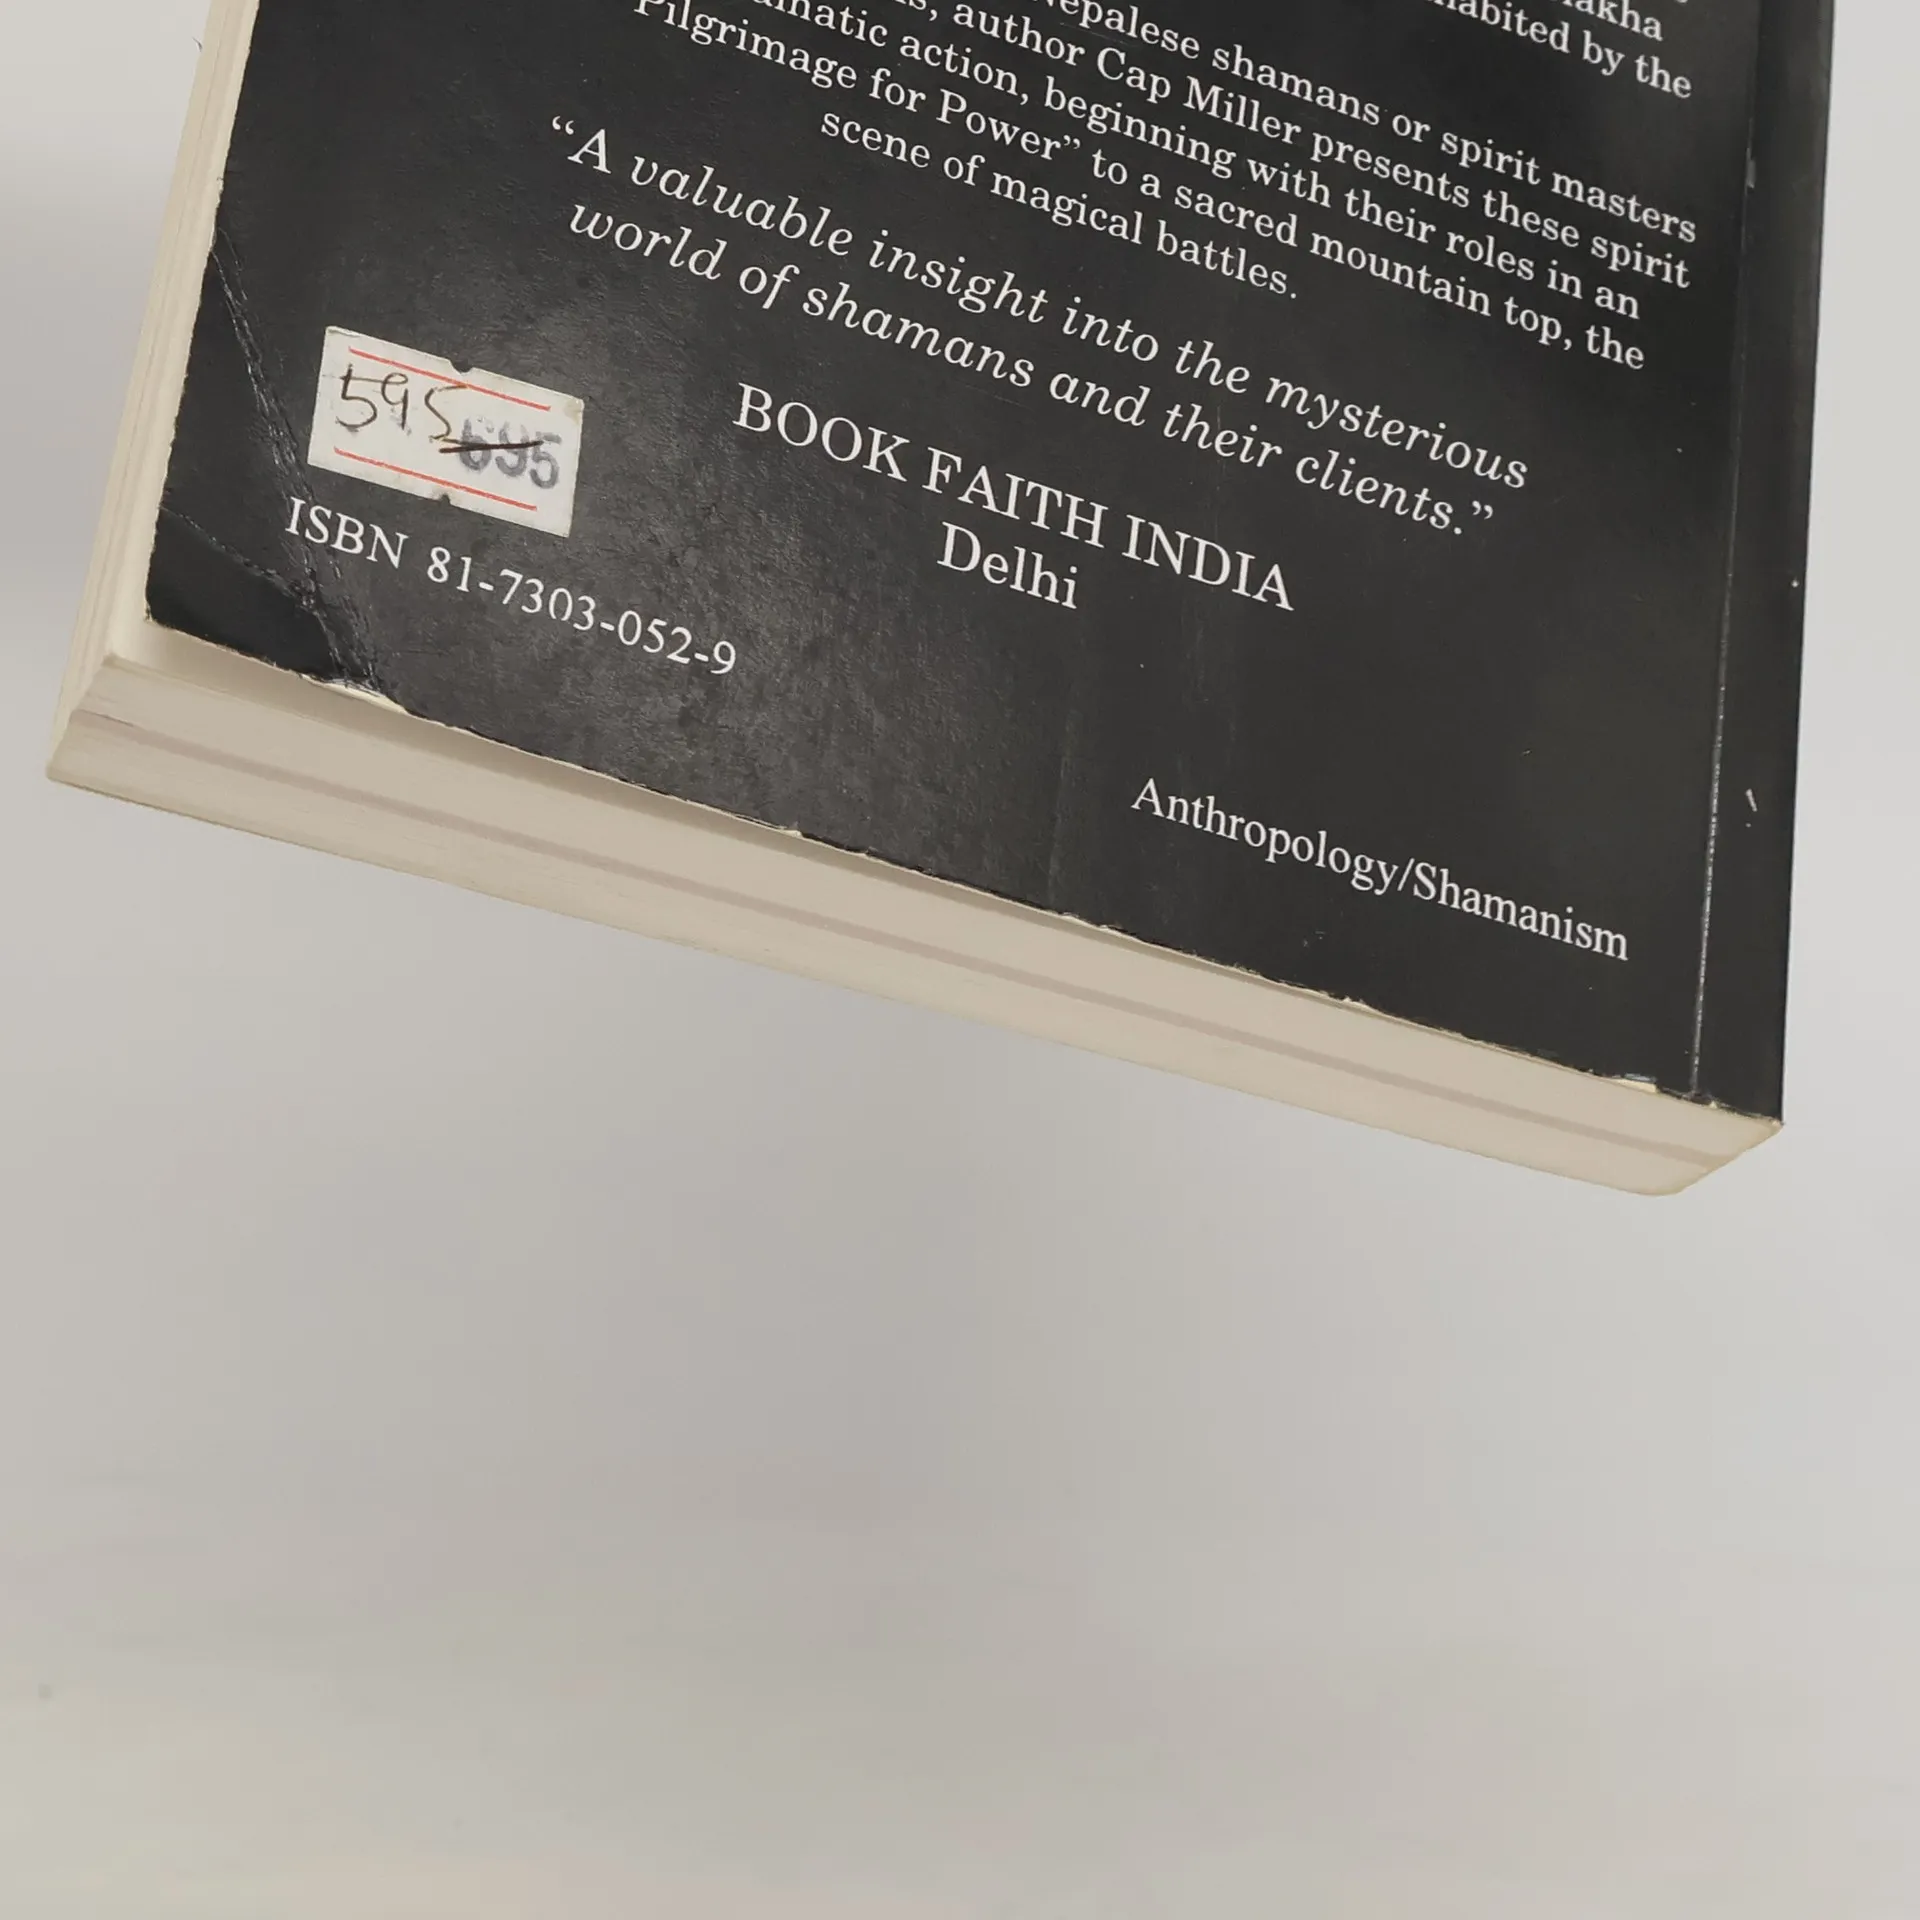 habited by the
Nepalese shamans or spirit masters
author Cap Miller presents these spirit
action, beginning with their roles in an
Pilgrimage for Power” to a sacred mountain top, the
scene of magical battles.
“A valuable insight into the mysterious
world of shamans and their clients.”
BOOK FAITH INDIA
Delhi
595 695
ISBN 81-7303-052-9
Anthropology/Shamanism